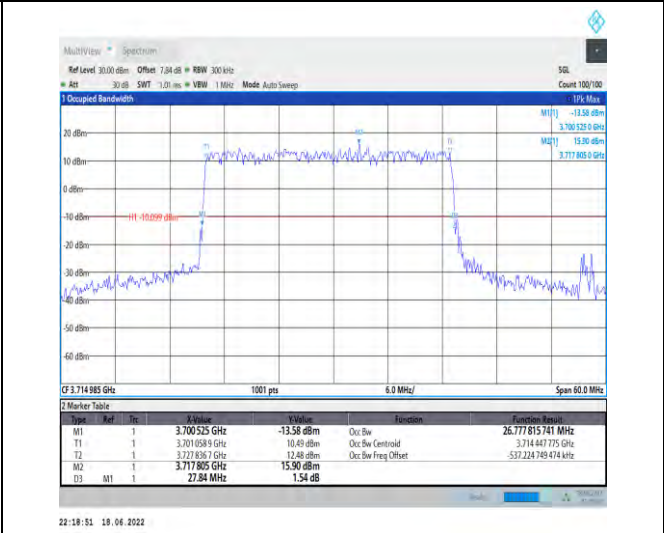 MultiView Spectrum
Ref Level 30.00 dBm Offset 7.84 dB RBW 300 kHz SGL
Att 30 dB SWT 1.01 ms VBW 1 MHz Mode Auto Sweep Count 100/100
1 Occupied Bandwidth 1Pk Max
M1[1] -13.58 dBm
3.700 525 0 GHz
M2[1] 15.90 dBm
3.717 805 0 GHz
20 dBm
10 dBm
0 dBm
-10 dBm H1 -10.099 dBm M1
-20 dBm
-30 dBm
-40 dBm
-50 dBm
-60 dBm
CF 3.714 985 GHz 1001 pts 6.0 MHz/ Span 60.0 MHz
2 Marker Table
Type Ref Trc X-Value Y-Value Function Function Result
M1 1 3.700 525 GHz -13.58 dBm Occ Bw 26.777 815 741 MHz
T1 1 3.701 058 9 GHz 10.49 dBm Occ Bw Centroid 3.714 447 775 GHz
T2 1 3.727 836 7 GHz 12.48 dBm Occ Bw Freq Offset -537.224 749 474 kHz
M2 1 3.717 805 GHz 15.90 dBm
D3 M1 1 27.84 MHz 1.54 dB
22:18:51 18.06.2022